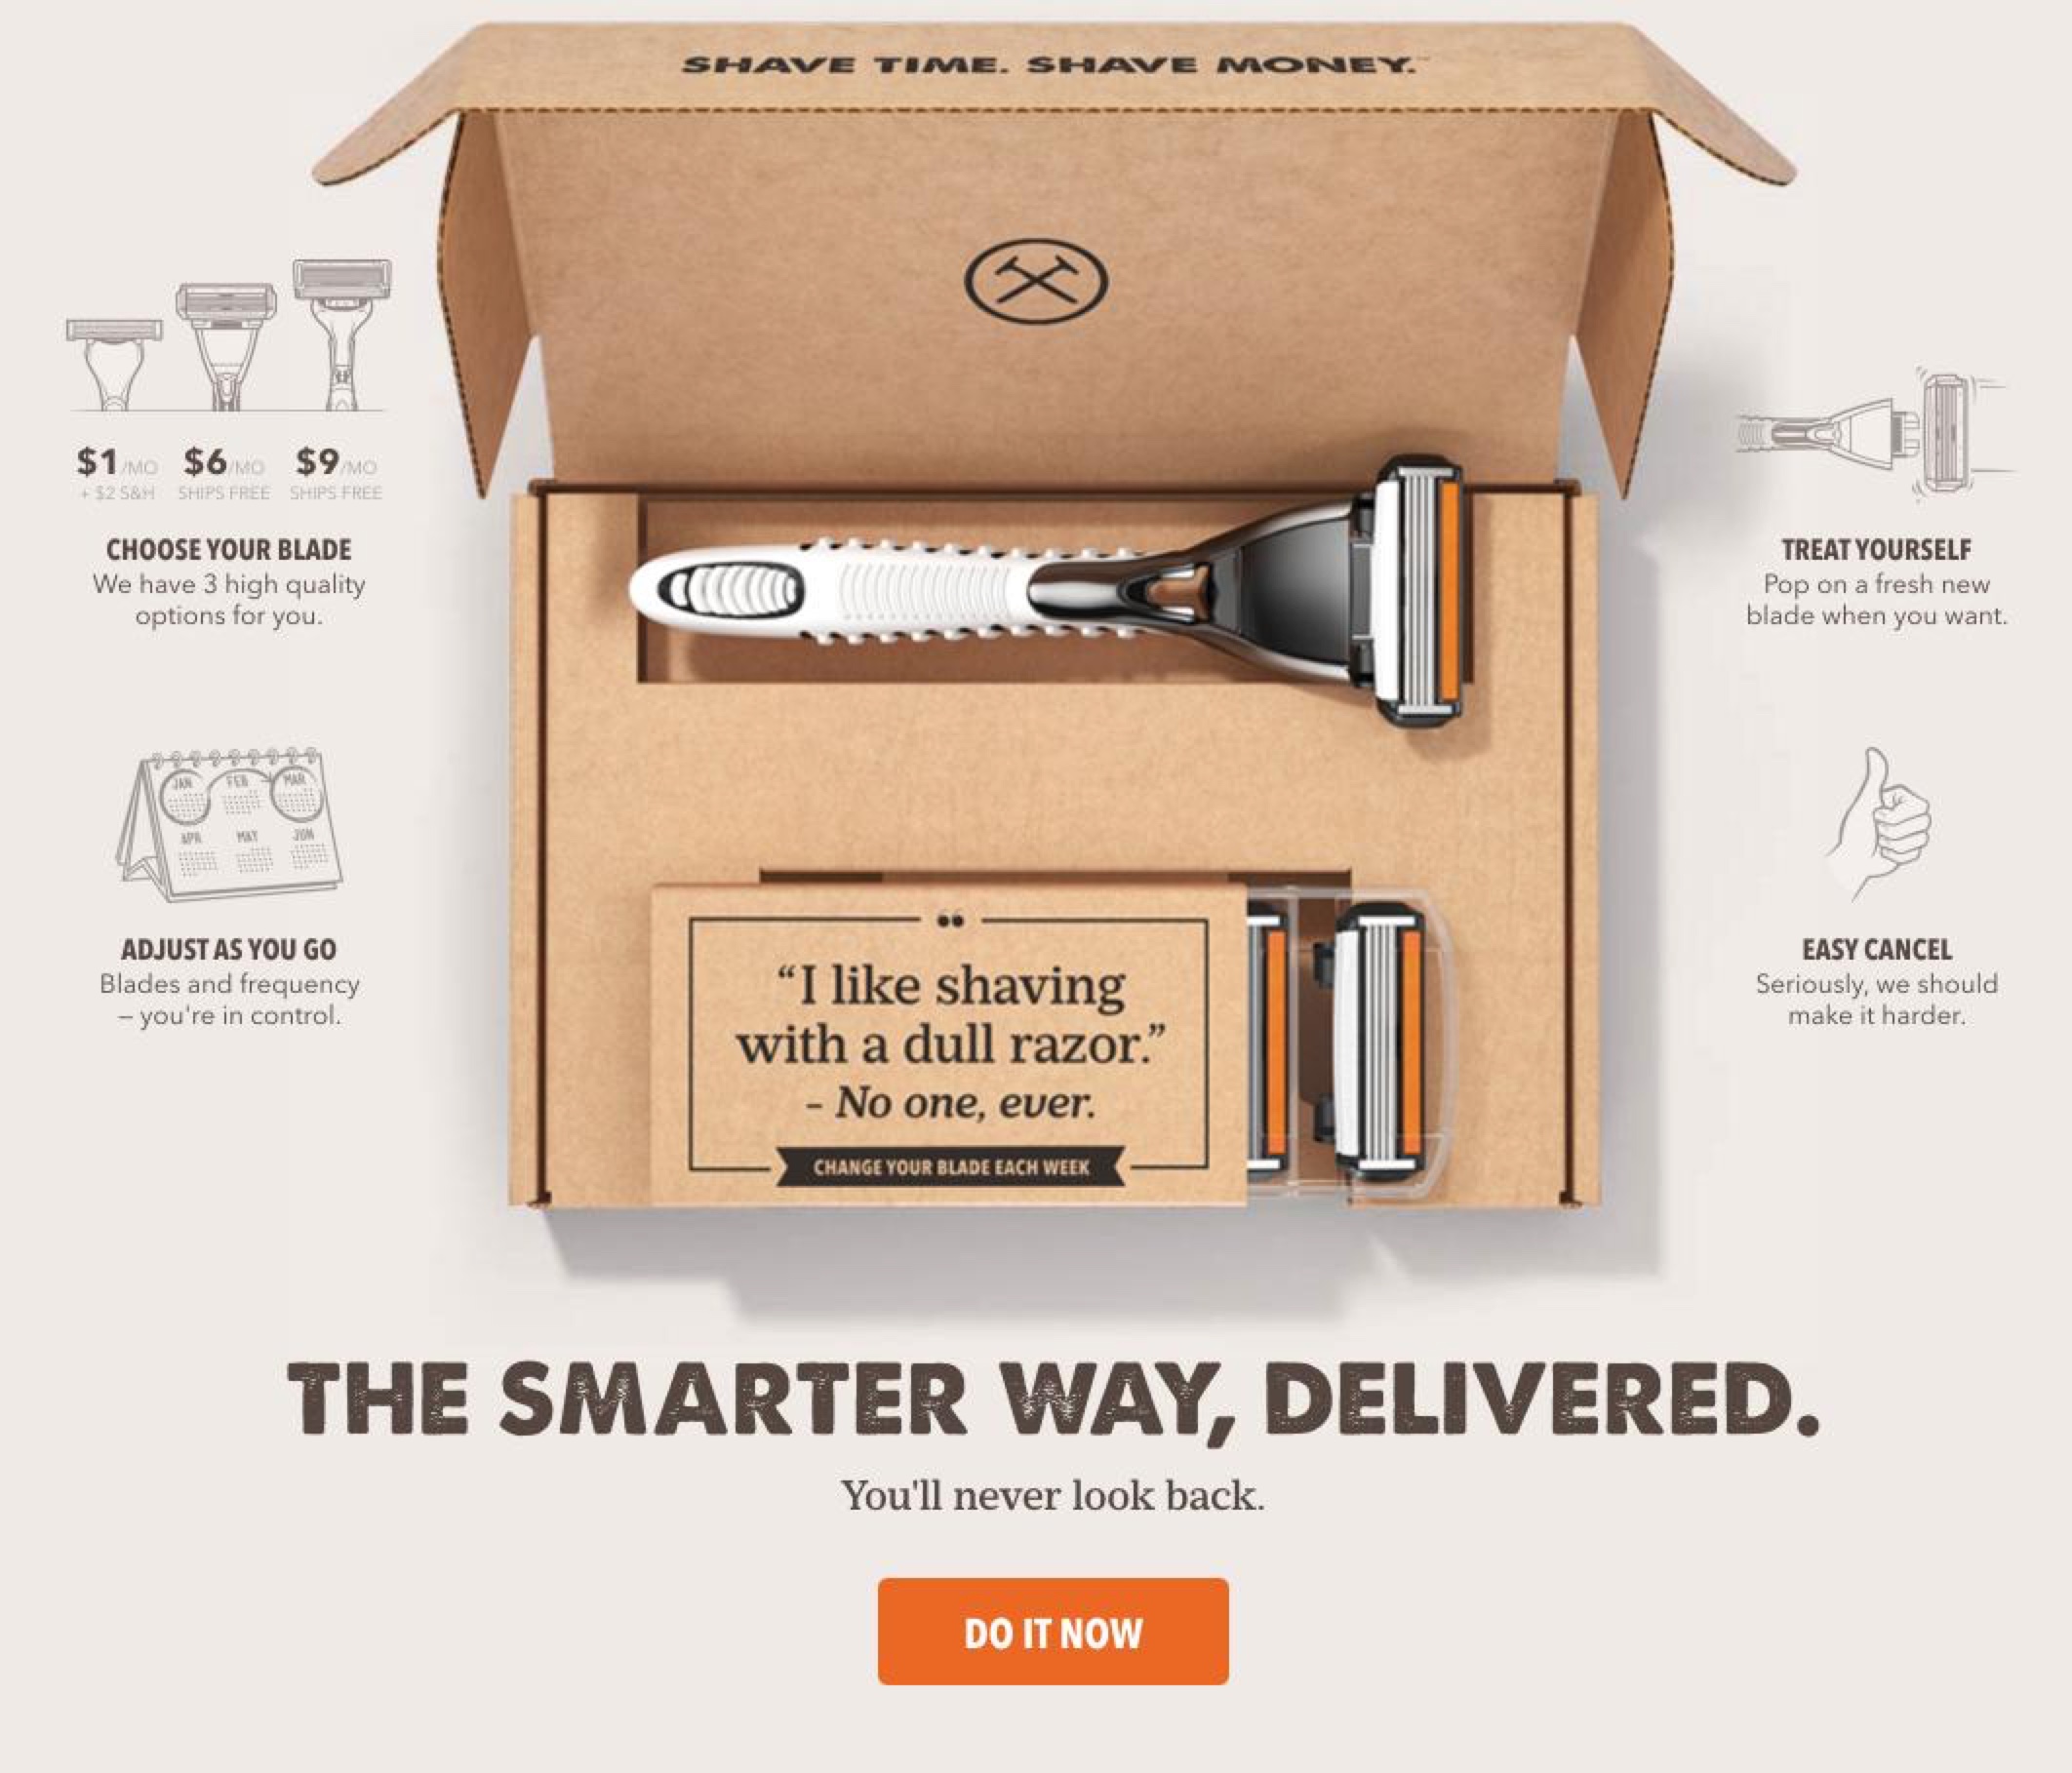 SHAVE TIME. SHAVE MONEY.™
$1/MO $6/MO $9/MO
+ $2 S&H SHIPS FREE SHIPS FREE
CHOOSE YOUR BLADE
We have 3 high quality
options for you.
TREAT YOURSELF
Pop on a fresh new
blade when you want.
JAN FEB MAR
APR MAY JUN
ADJUST AS YOU GO
Blades and frequency
– you're in control.
EASY CANCEL
Seriously, we should
make it harder.
“I like shaving
with a dull razor.”
- No one, ever.
CHANGE YOUR BLADE EACH WEEK
THE SMARTER WAY, DELIVERED.
You'll never look back.
DO IT NOW